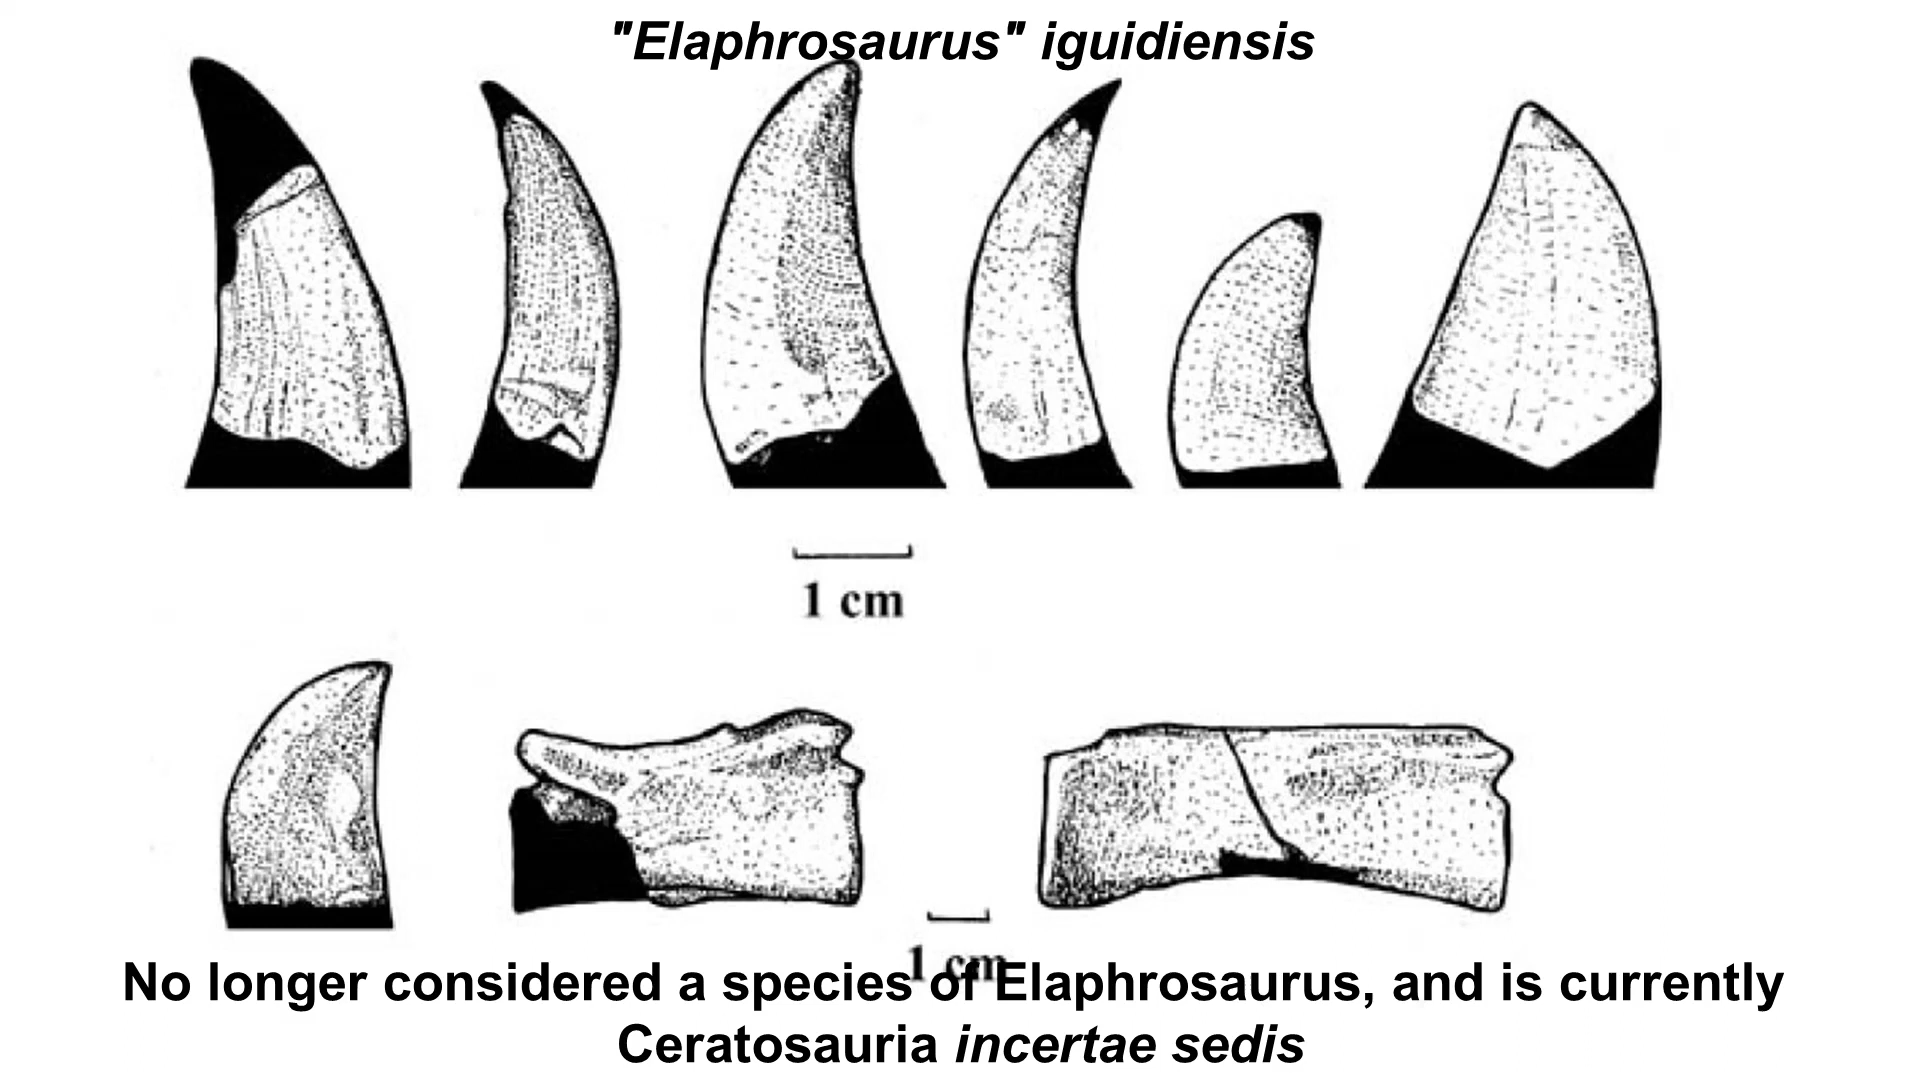 "Elaphrosaurus" iguidiensis
1 cm
1 cm
No longer considered a species of Elaphrosaurus, and is currently
Ceratosauria incertae sedis